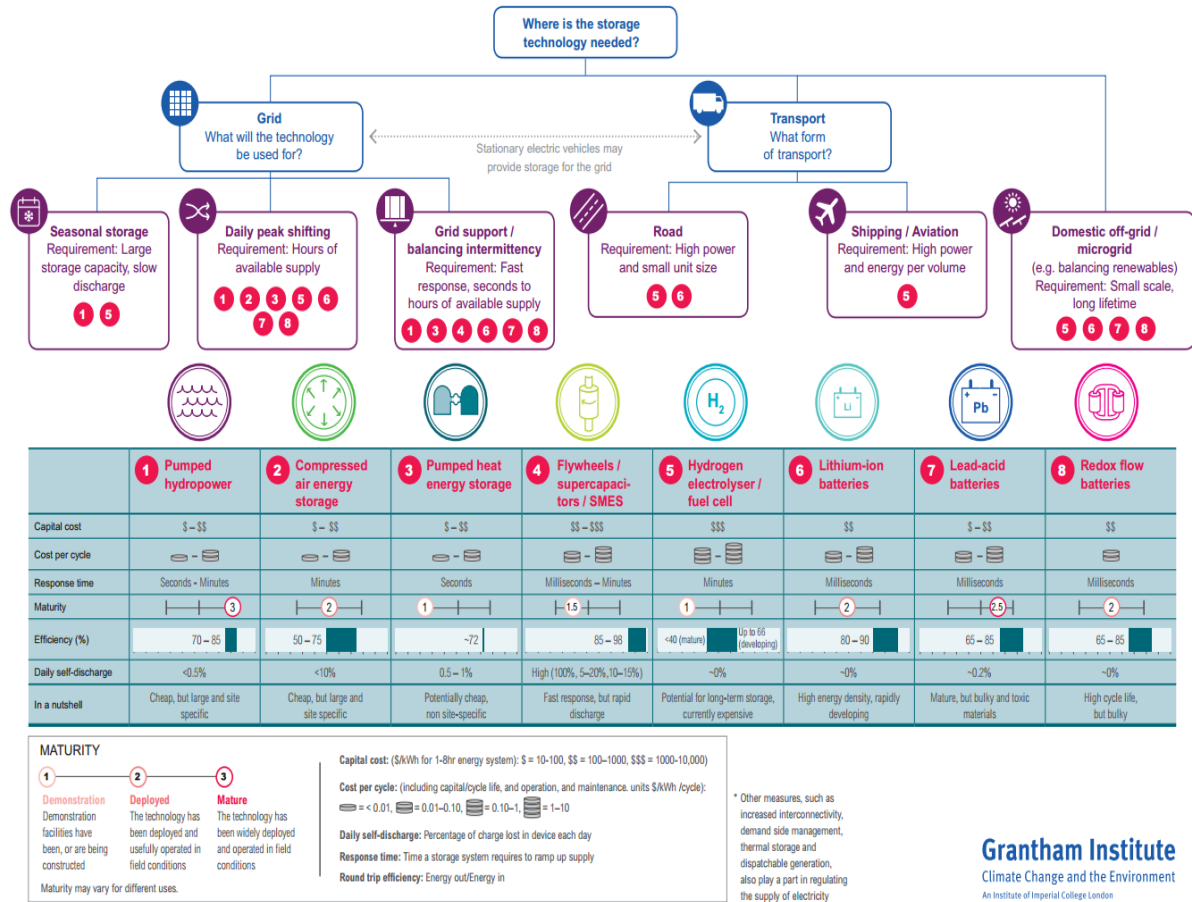 Where is the storage
technology needed?
Grid
What will the technology
be used for?
Stationary electric vehicles may
provide storage for the grid
Transport
What form
of transport?
Seasonal storage
Requirement: Large
storage capacity, slow
discharge
1 5
Daily peak shifting
Requirement: Hours of
available supply
1 2 3 5 6
7 8
Grid support /
balancing intermittency
Requirement: Fast
response, seconds to
hours of available supply
1 3 4 6 7 8
Road
Requirement: High power
and small unit size
5 6
Shipping / Aviation
Requirement: High power
and energy per volume
5
Domestic off-grid /
microgrid
(e.g. balancing renewables)
Requirement: Small scale,
long lifetime
5 6 7 8
H2
Li
Pb
1 Pumped
hydropower
2 Compressed
air energy
storage
3 Pumped heat
energy storage
4 Flywheels /
supercapaci-
tors / SMES
5 Hydrogen
electrolyser /
fuel cell
6 Lithium-ion
batteries
7 Lead-acid
batteries
8 Redox flow
batteries
Capital cost $ – $$ $ – $$ $ – $$ $$ – $$$ $$$ $$ $ – $$ $$
Cost per cycle – – – – – – –
Response time Seconds - Minutes Minutes Seconds Milliseconds – Minutes Minutes Milliseconds Milliseconds Milliseconds
Maturity 3 2 1 1.5 1 2 2.5 2
Efficiency (%) 70 – 85 50 – 75 ~72 85 – 98 <40 (mature) Up to 66 (developing) 80 – 90 65 – 85 65 – 85
Daily self-discharge <0.5% <10% 0.5 – 1% High (100%, 5–20%,10–15%) ~0% ~0% ~0.2% ~0%
In a nutshell
Cheap, but large and site
specific
Cheap, but large and
site specific
Potentially cheap,
non site-specific
Fast response, but rapid
discharge
Potential for long-term storage,
currently expensive
High energy density, rapidly
developing
Mature, but bulky and toxic
materials
High cycle life,
but bulky
MATURITY
1 2 3
Demonstration
Demonstration
facilities have
been, or are being
constructed
Deployed
The technology has
been deployed and
usefully operated in
field conditions
Mature
The technology has
been widely deployed
and operated in field
conditions
Maturity may vary for different uses.
Capital cost: ($/kWh for 1-8hr energy system): $ = 10-100, $$ = 100–1000, $$$ = 1000-10,000)
Cost per cycle: (including capital/cycle life, and operation, and maintenance. units $/kWh /cycle):
= < 0.01, = 0.01–0.10, = 0.10–1, = 1–10
Daily self-discharge: Percentage of charge lost in device each day
Response time: Time a storage system requires to ramp up supply
Round trip efficiency: Energy out/Energy in
* Other measures, such as
increased interconnectivity,
demand side management,
thermal storage and
dispatchable generation,
also play a part in regulating
the supply of electricity
Grantham Institute
Climate Change and the Environment
An Institute of Imperial College London